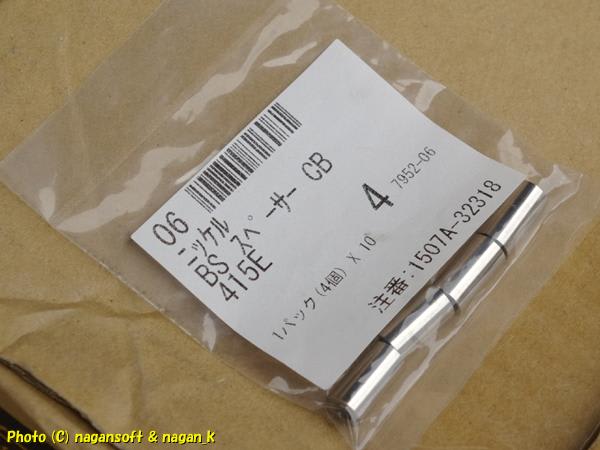 06
ニッケル
BS スペーサー CB
415E
4
7952-06
1パック(4個) X 10
注番:1507A-32318
Photo (C) nagansoft & nagan_k